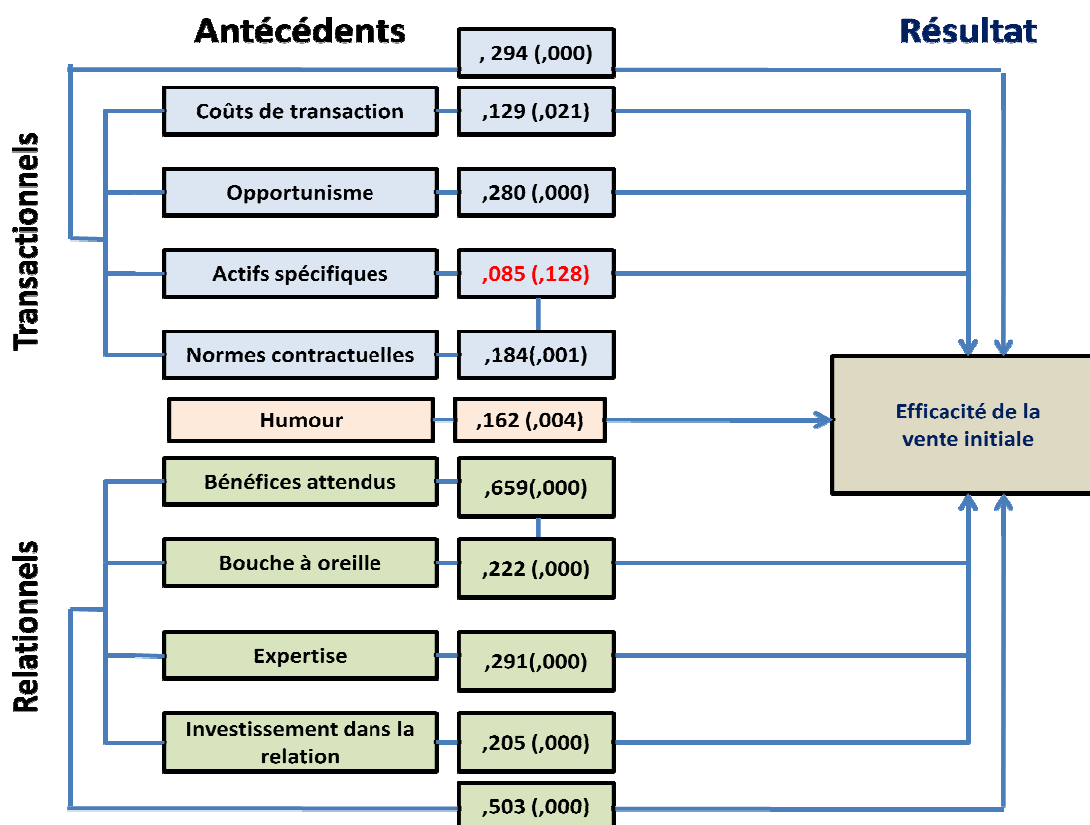 Antécédents
Résultat
, 294 (,000)
Transactionnels
Coûts de transaction
,129 (,021)
Opportunisme
,280 (,000)
Actifs spécifiques
,085 (,128)
Normes contractuelles
,184(,001)
Humour
,162 (,004)
Efficacité de la
vente initiale
Relationnels
Bénéfices attendus
,659(,000)
Bouche à oreille
,222 (,000)
Expertise
,291(,000)
Investissement dans la
relation
,205 (,000)
,503 (,000)